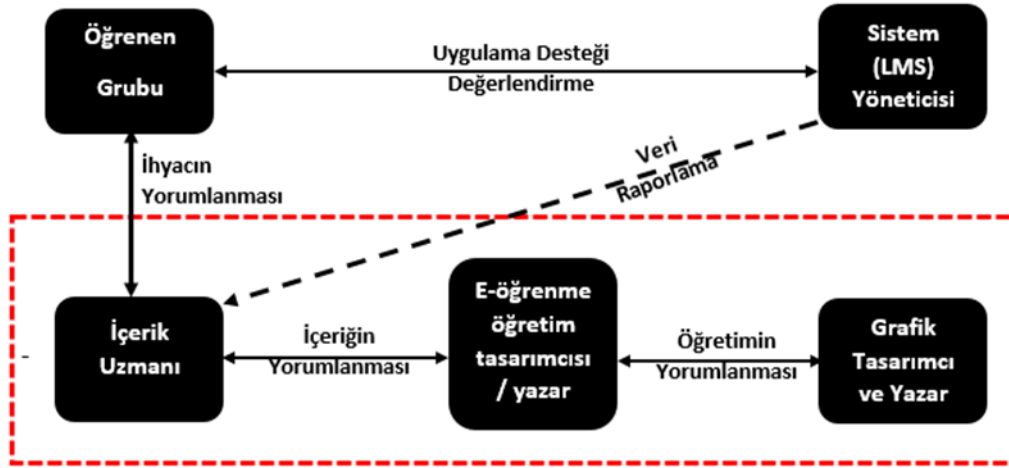 Öğrenen
Grubu
Uygulama Desteği
Değerlendirme
Sistem
(LMS)
Yöneticisi
İhyacın
Yorumlanması
Veri
Raporlama
İçerik
Uzmanı
İçeriğin
Yorumlanması
E-öğrenme
öğretim
tasarımcısı
/ yazar
Öğretimin
Yorumlanması
Grafik
Tasarımcı
ve Yazar